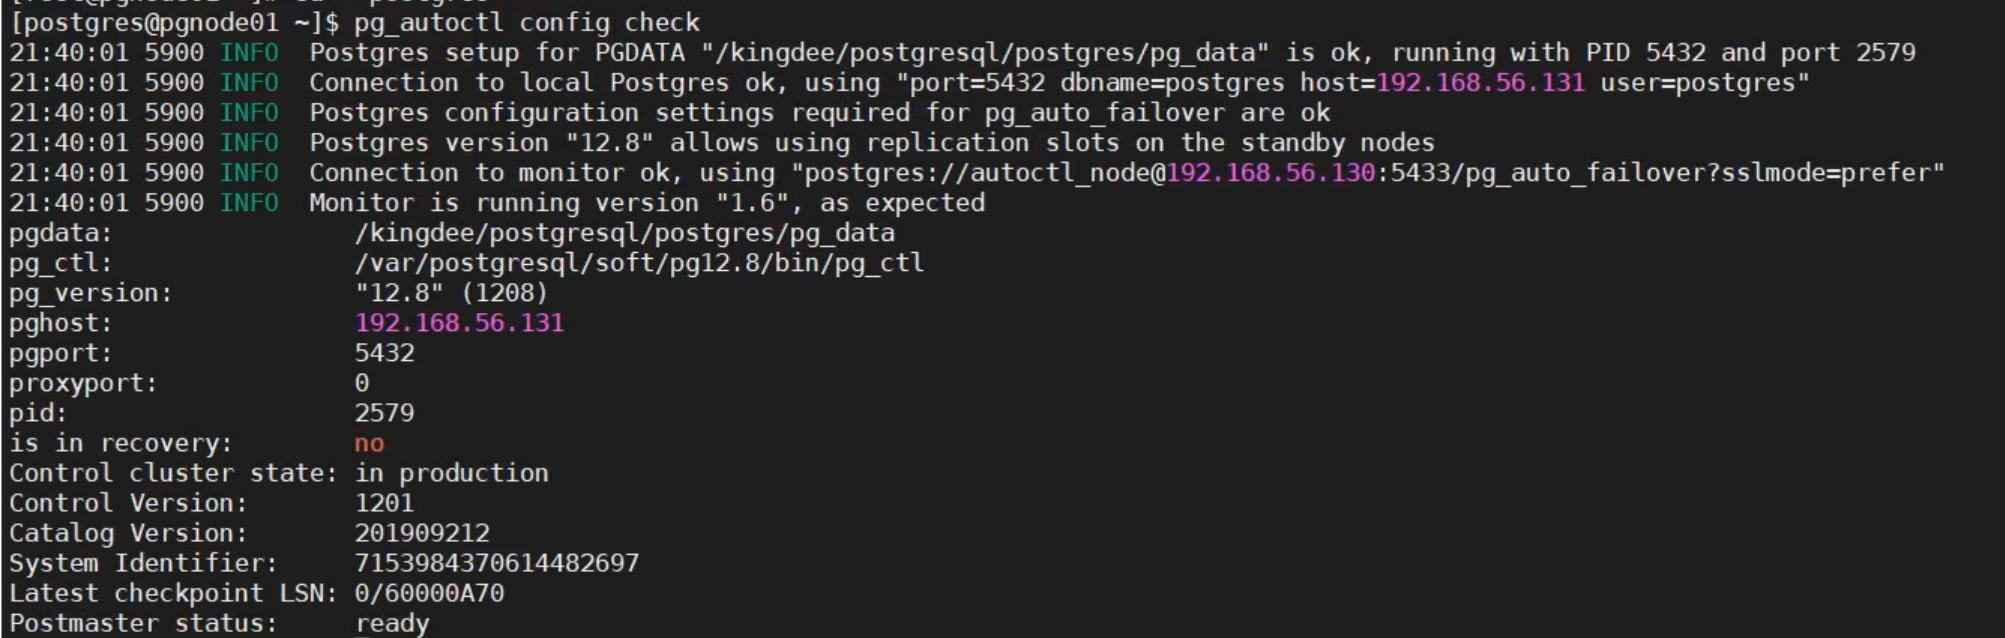 [postgres@pgnode01 ~]$ pg_autoctl config check
21:40:01 5900 INFO  Postgres setup for PGDATA "/kingdee/postgresql/postgres/pg_data" is ok, running with PID 5432 and port 2579
21:40:01 5900 INFO  Connection to local Postgres ok, using "port=5432 dbname=postgres host=192.168.56.131 user=postgres"
21:40:01 5900 INFO  Postgres configuration settings required for pg_auto_failover are ok
21:40:01 5900 INFO  Postgres version "12.8" allows using replication slots on the standby nodes
21:40:01 5900 INFO  Connection to monitor ok, using "postgres://autoctl_node@192.168.56.130:5433/pg_auto_failover?sslmode=prefer"
21:40:01 5900 INFO  Monitor is running version "1.6", as expected
pgdata:                /kingdee/postgresql/postgres/pg_data
pg_ctl:                /var/postgresql/soft/pg12.8/bin/pg_ctl
pg_version:            "12.8" (1208)
pghost:                192.168.56.131
pgport:                5432
proxyport:             0
pid:                   2579
is in recovery:        no
Control cluster state: in production
Control Version:       1201
Catalog Version:       201909212
System Identifier:     7153984370614482697
Latest checkpoint LSN: 0/60000A70
Postmaster status:     ready